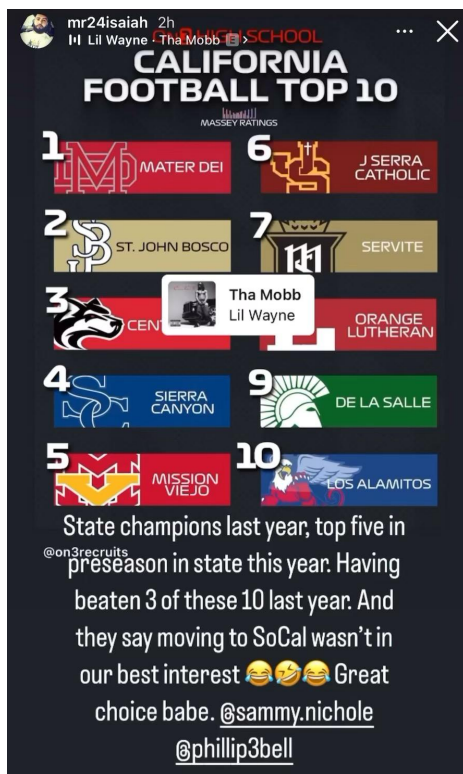 mr24isaiah 2h
Lil Wayne · Tha Mobb E >
On3 HIGH SCHOOL
CALIFORNIA
FOOTBALL TOP 10
MASSEY RATINGS
1
MATER DEI
6
J SERRA
CATHOLIC
2
ST. JOHN BOSCO
7
SERVITE
3
CEN
Tha Mobb
Lil Wayne
ORANGE
LUTHERAN
4
SIERRA
CANYON
9
DE LA SALLE
5
MISSION
VIEJO
10
LOS ALAMITOS
State champions last year, top five in
@on3recruits
preseason in state this year. Having
beaten 3 of these 10 last year. And
they say moving to SoCal wasn't in
our best interest 😂🤣😂 Great
choice babe. @sammy.nichole
@phillip3bell